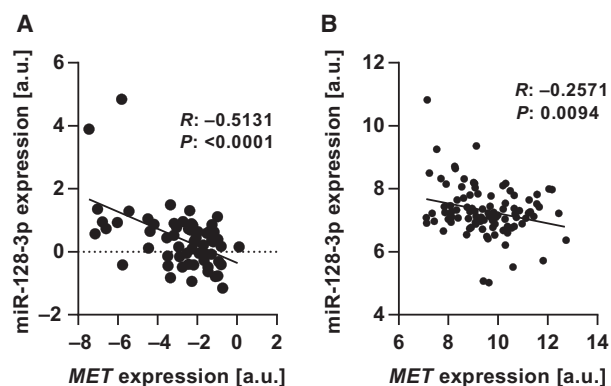 A
miR-128-3p expression [a.u.]
6
4
2
0
–2
R: –0.5131
P: <0.0001
–8 –6 –4 –2 0 2
MET expression [a.u.]
B
miR-128-3p expression [a.u.]
12
10
8
6
4
R: –0.2571
P: 0.0094
6 8 10 12 14
MET expression [a.u.]